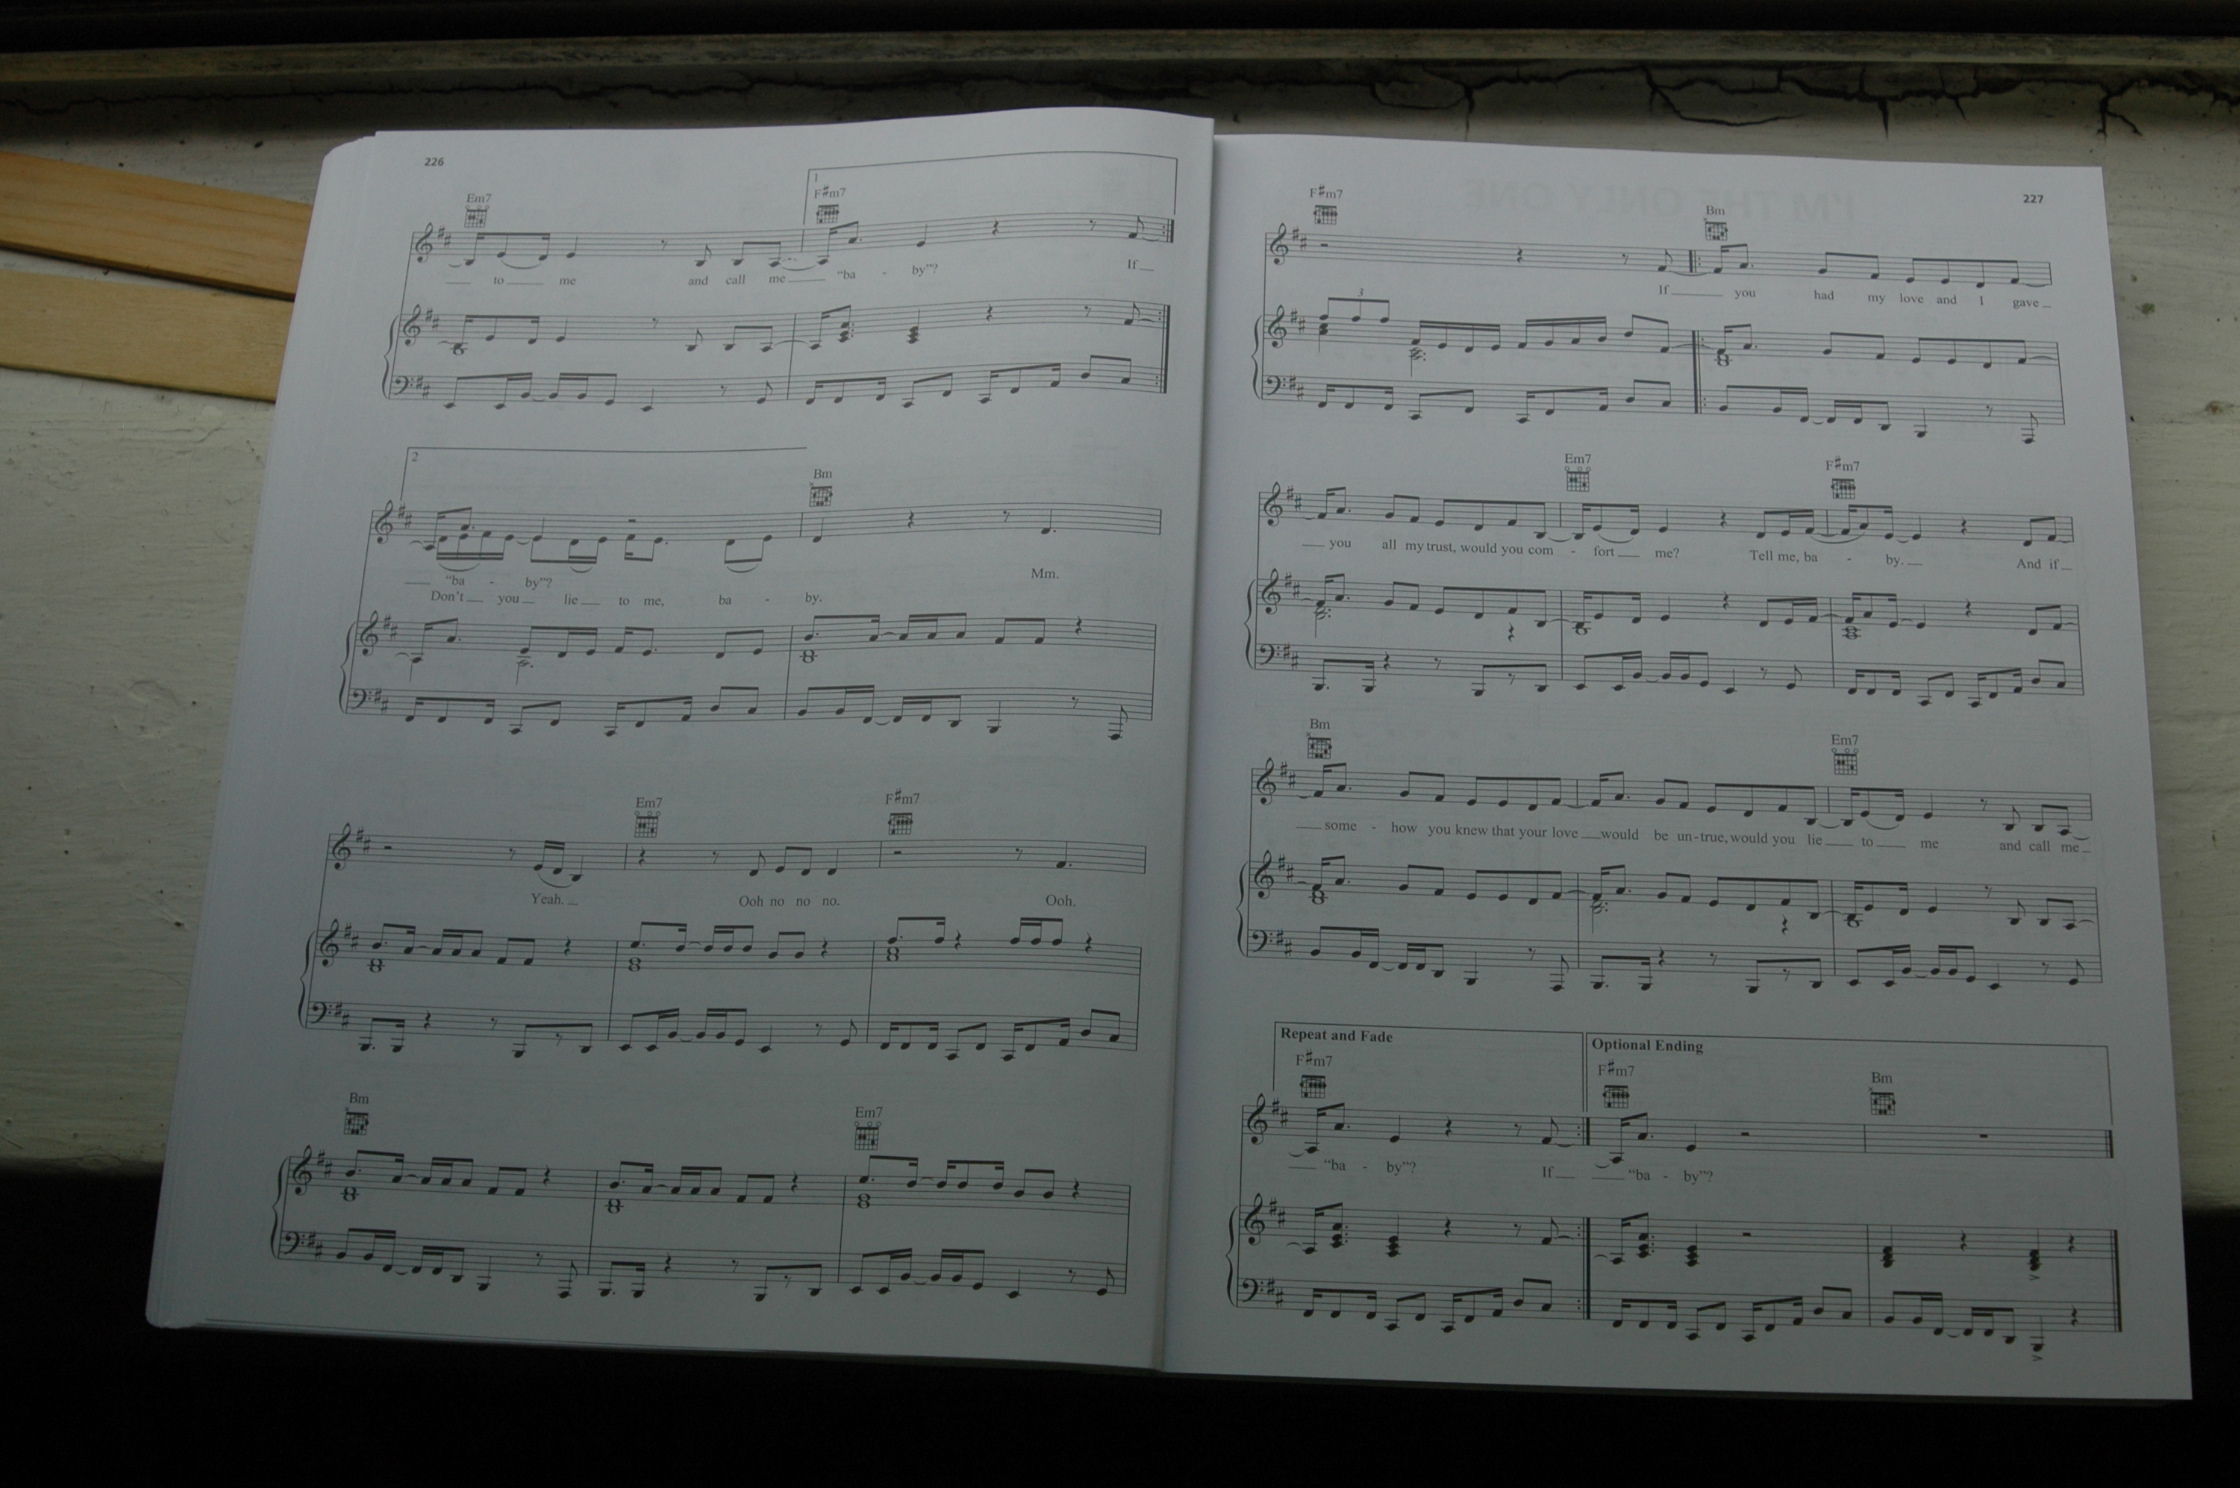 226
1
Em7 F#m7
to me and call me "ba - by"? If
2
Bm
"ba - by"? Mm.
Don't you lie to me, ba - by.
Em7 F#m7
Yeah. Ooh no no no. Ooh.
Bm Em7
227
F#m7 Bm
3
If you had my love and I gave
Em7 F#m7
you all my trust, would you com - fort me? Tell me, ba - by. And if
Bm Em7
some - how you knew that your love would be un-true, would you lie to me and call me
Repeat and Fade Optional Ending
F#m7 F#m7 Bm
"ba - by"? If "ba - by"?
I'M THE ONLY ONE